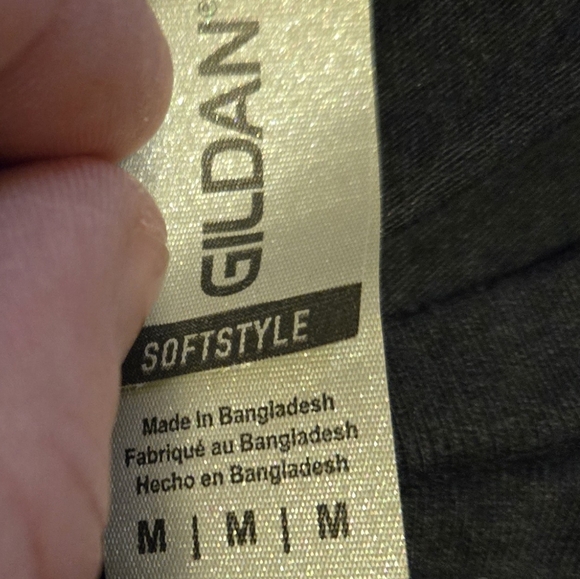 GILDAN®
SOFTSTYLE
Made In Bangladesh
Fabriqué au Bangladesh
Hecho en Bangladesh
M | M | M